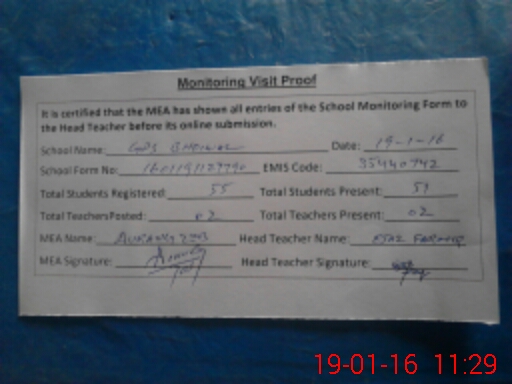 Monitoring Visit Proof
It is certified that the MEA has shown all entries of the School Monitoring Form to
the Head Teacher before its online submission.
School Name: GPS Date: 19-1-16
School Form No: EMIS Code: 35440742
Total Students Registered: 55 Total Students Present: 51
Total Teachers Posted: 02 Total Teachers Present: 02
MEA Name: Head Teacher Name:
MEA Signature: Head Teacher Signature:
19-01-16 11:29